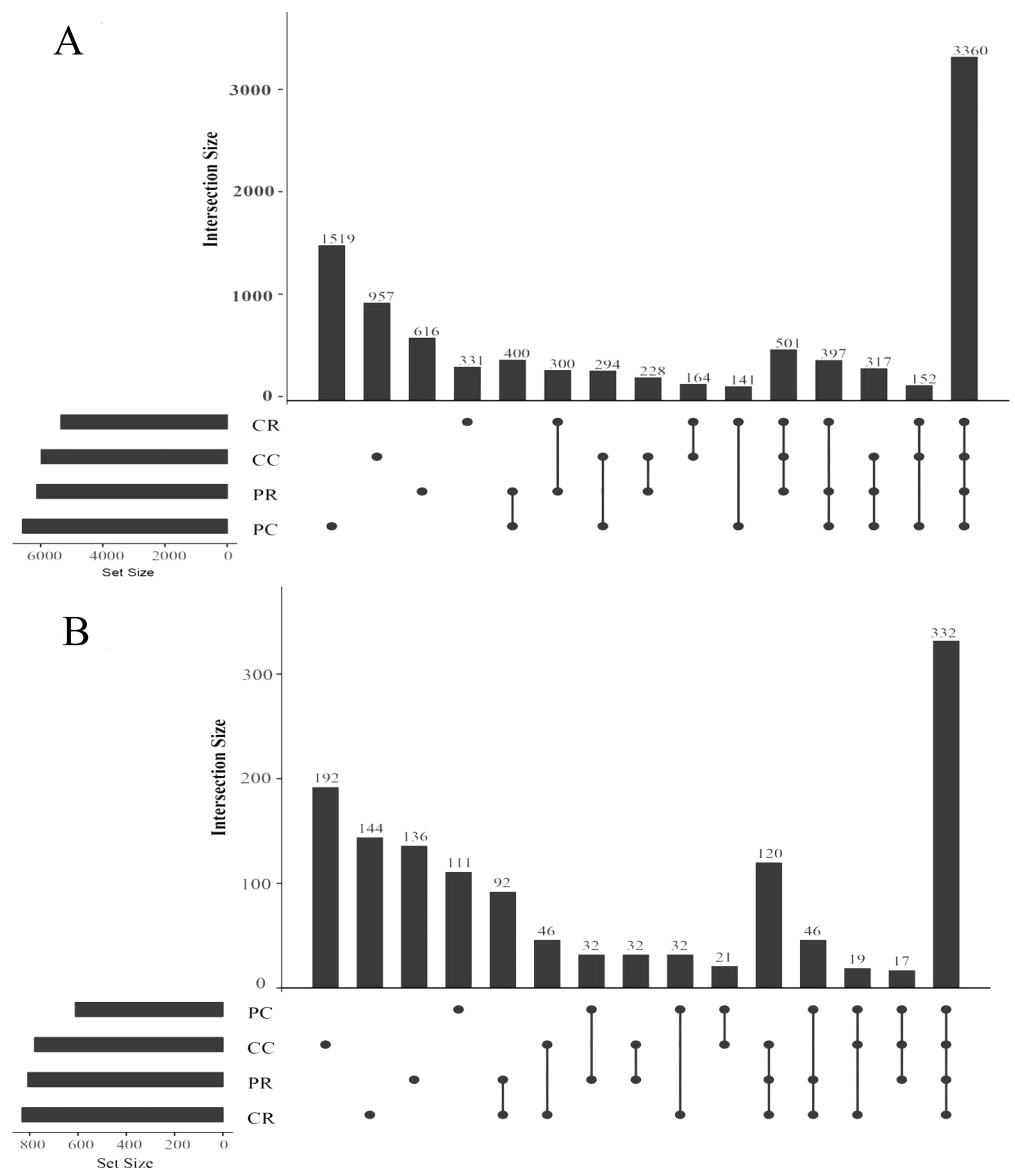 A
3360
3000
Intersection Size
2000
1519
1000
957
616
501
400
397
331
300
294
317
228
164
141
152
0
CR
CC
PR
PC
6000 4000 2000 0
Set Size
B
332
300
Intersection Size
200
192
144
136
120
111
100
92
46
32
32
32
21
46
19
17
0
PC
CC
PR
CR
800 600 400 200 0
Set Size